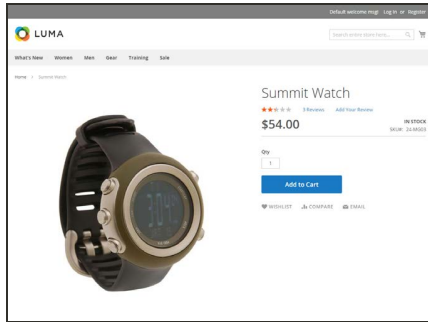 Default welcome msg! Log In or Register
LUMA
Search entire store here...
What's New Women Men Gear Training Sale
Home > Summit Watch
Summit Watch
3 Reviews Add Your Review
$54.00
IN STOCK
SKU#: 24-MG03
Qty
1
Add to Cart
WISHLIST COMPARE EMAIL